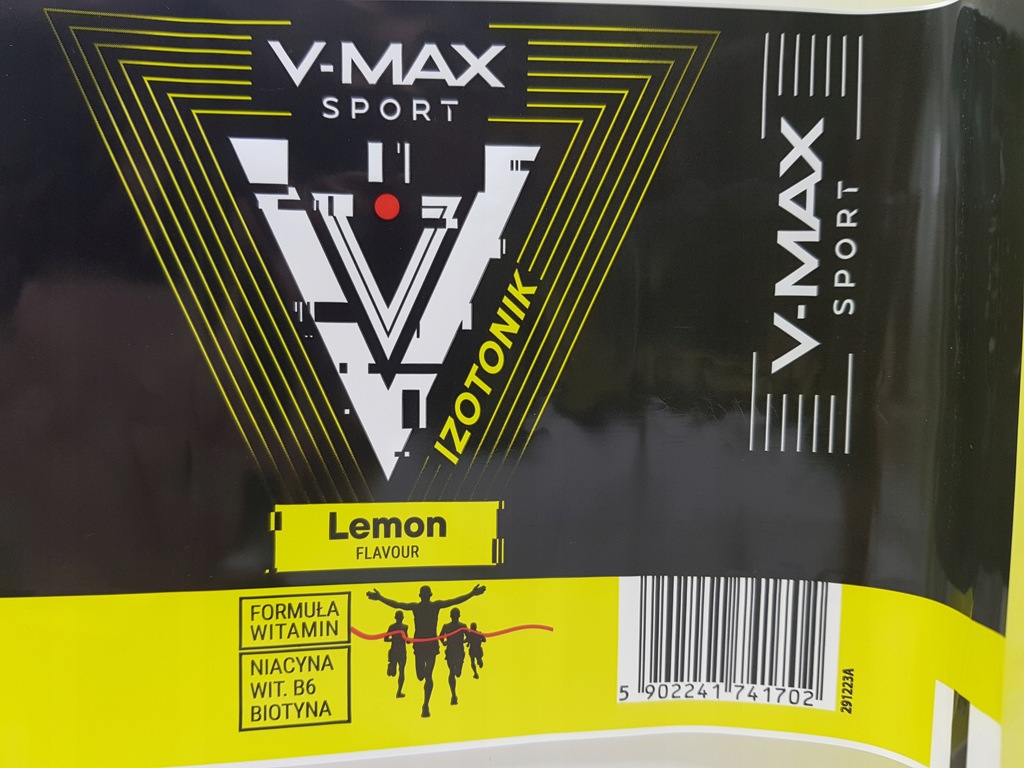 V-MAX
SPORT
IZOTONIK
Lemon
FLAVOUR
FORMUŁA
WITAMIN
NIACYNA
WIT. B6
BIOTYNA
V-MAX
SPORT
5 902241 741702
291223A